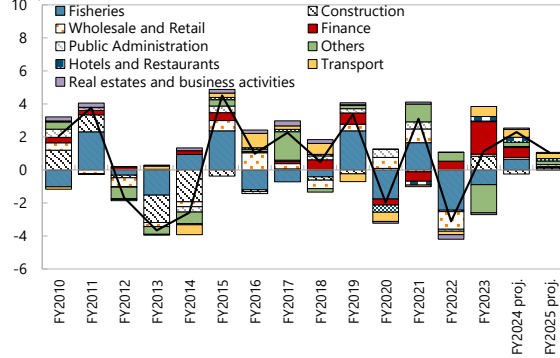 10
8
6
4
2
0
-2
-4
-6
Fisheries
Construction
Wholesale and Retail
Finance
Public Administration
Others
Hotels and Restaurants
Transport
Real estates and business activities
FY2010
FY2011
FY2012
FY2013
FY2014
FY2015
FY2016
FY2017
FY2018
FY2019
FY2020
FY2021
FY2022
FY2023
FY2024 proj.
FY2025 proj.